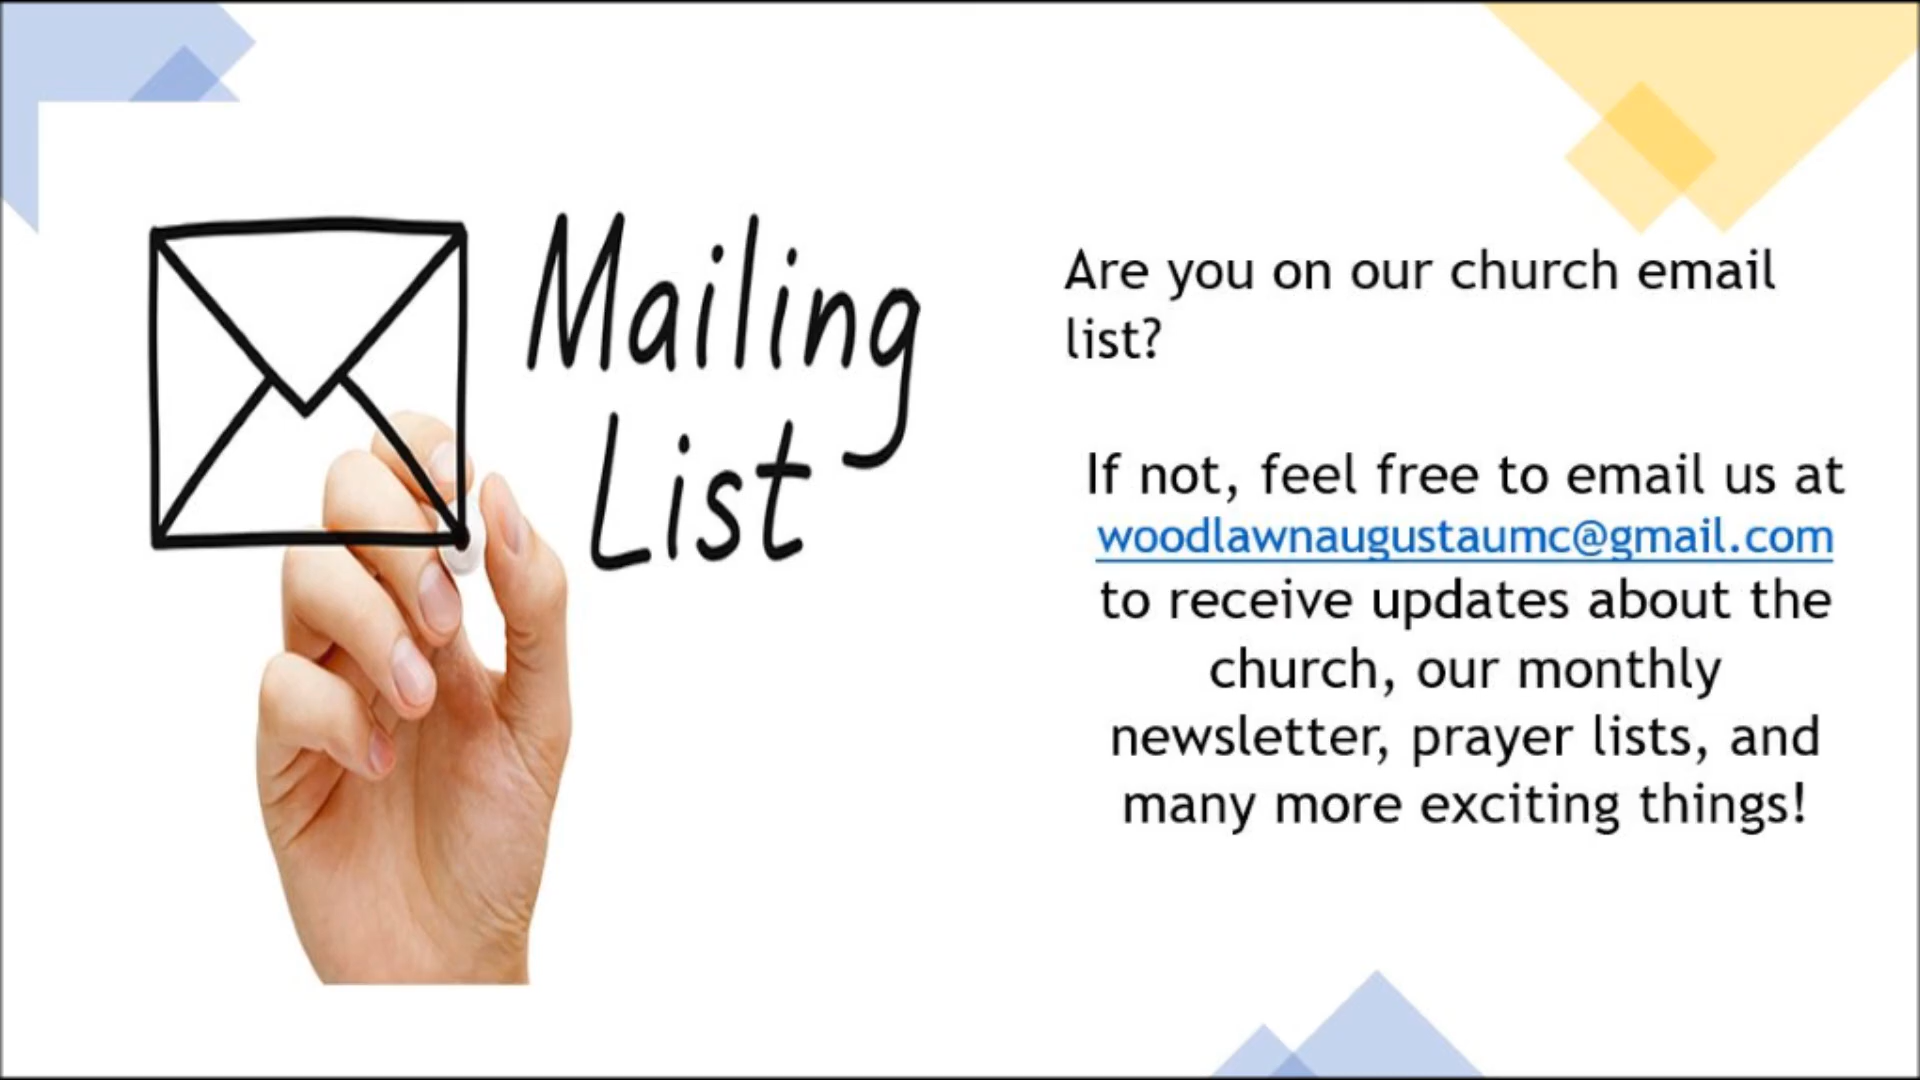 Mailing
List
Are you on our church email
list?
If not, feel free to email us at
woodlawnaugustaumc@gmail.com
to receive updates about the
church, our monthly
newsletter, prayer lists, and
many more exciting things!